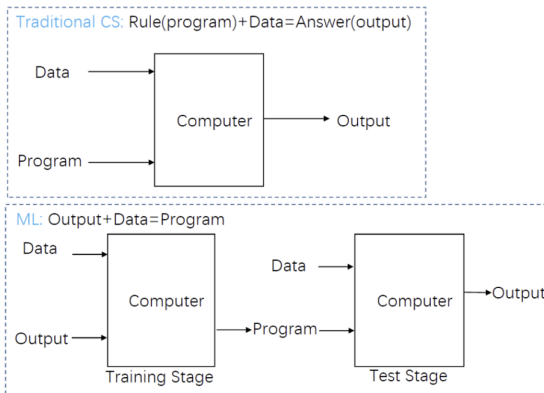 Traditional CS: Rule(program)+Data=Answer(output)
Data
Computer
Output
Program
ML: Output+Data=Program
Data
Data
Computer
Computer
Output
Output
Program
Training Stage
Test Stage